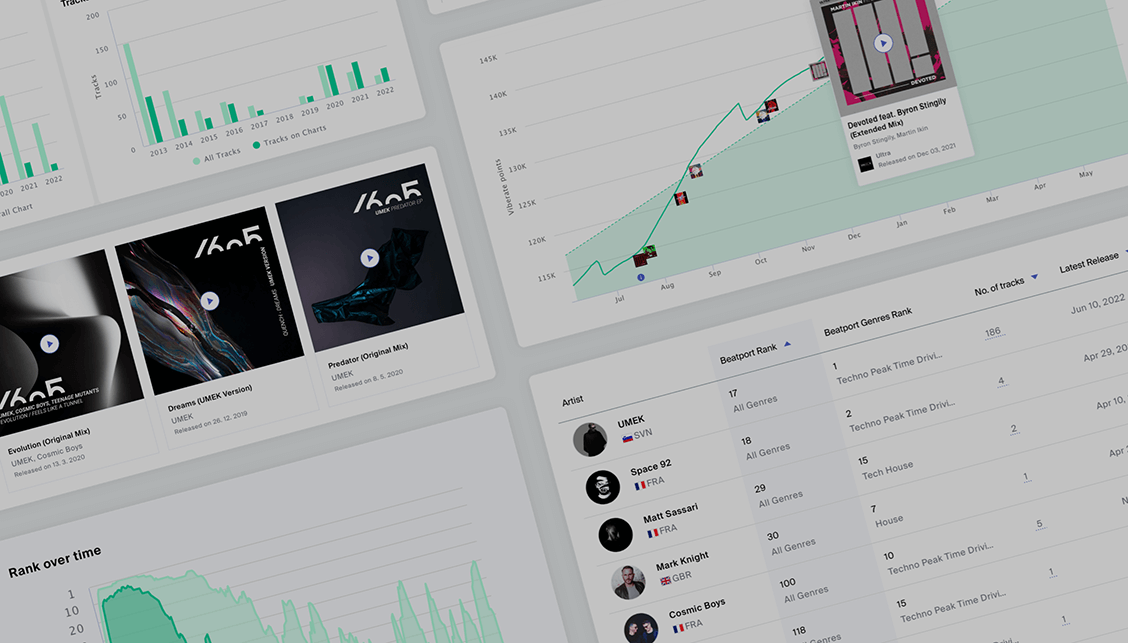 Tracks
200
150
100
50
0
Tracks
2013
2014
2015
2016
2017
2018
2019
2020
2021
2022
All Tracks
Tracks on Charts
2021
2022
all Chart
145K
140K
135K
130K
125K
120K
115K
Viberate points
Jul
Aug
Sep
Oct
Nov
Dec
Jan
Feb
Mar
Apr
May
MARTIN IKIN
DEVOTED
Devoted feat. Byron Stingily
(Extended Mix)
Byron Stingily, Martin Ikin
Ultra
Released on Dec 03, 2021
1605
UMEK, COSMIC BOYS, TEENAGE MUTANTS
EVOLUTION / FEELS LIKE A TUNNEL
Evolution (Original Mix)
UMEK, Cosmic Boys
Released on 13. 3. 2020
1605
QUENCH · DREAMS · UMEK VERSION
Dreams (UMEK Version)
UMEK
Released on 26. 12. 2019
1605
UMEK PREDATOR EP
Predator (Original Mix)
UMEK
Released on 8. 5. 2020
Rank over time
1
10
20
Artist
Beatport Rank
Beatport Genres Rank
No. of tracks
Latest Release
UMEK
SVN
17
All Genres
1
Techno Peak Time Drivi...
186
Jun 10, 2022
Space 92
FRA
18
All Genres
2
Techno Peak Time Drivi...
4
Apr 29, 20
Matt Sassari
FRA
29
All Genres
15
Tech House
2
Apr 10,
Mark Knight
GBR
30
All Genres
7
House
1
Apr
Cosmic Boys
FRA
100
All Genres
10
Techno Peak Time Drivi...
5
N
118
15
Techno Peak Time Drivi...
1
1